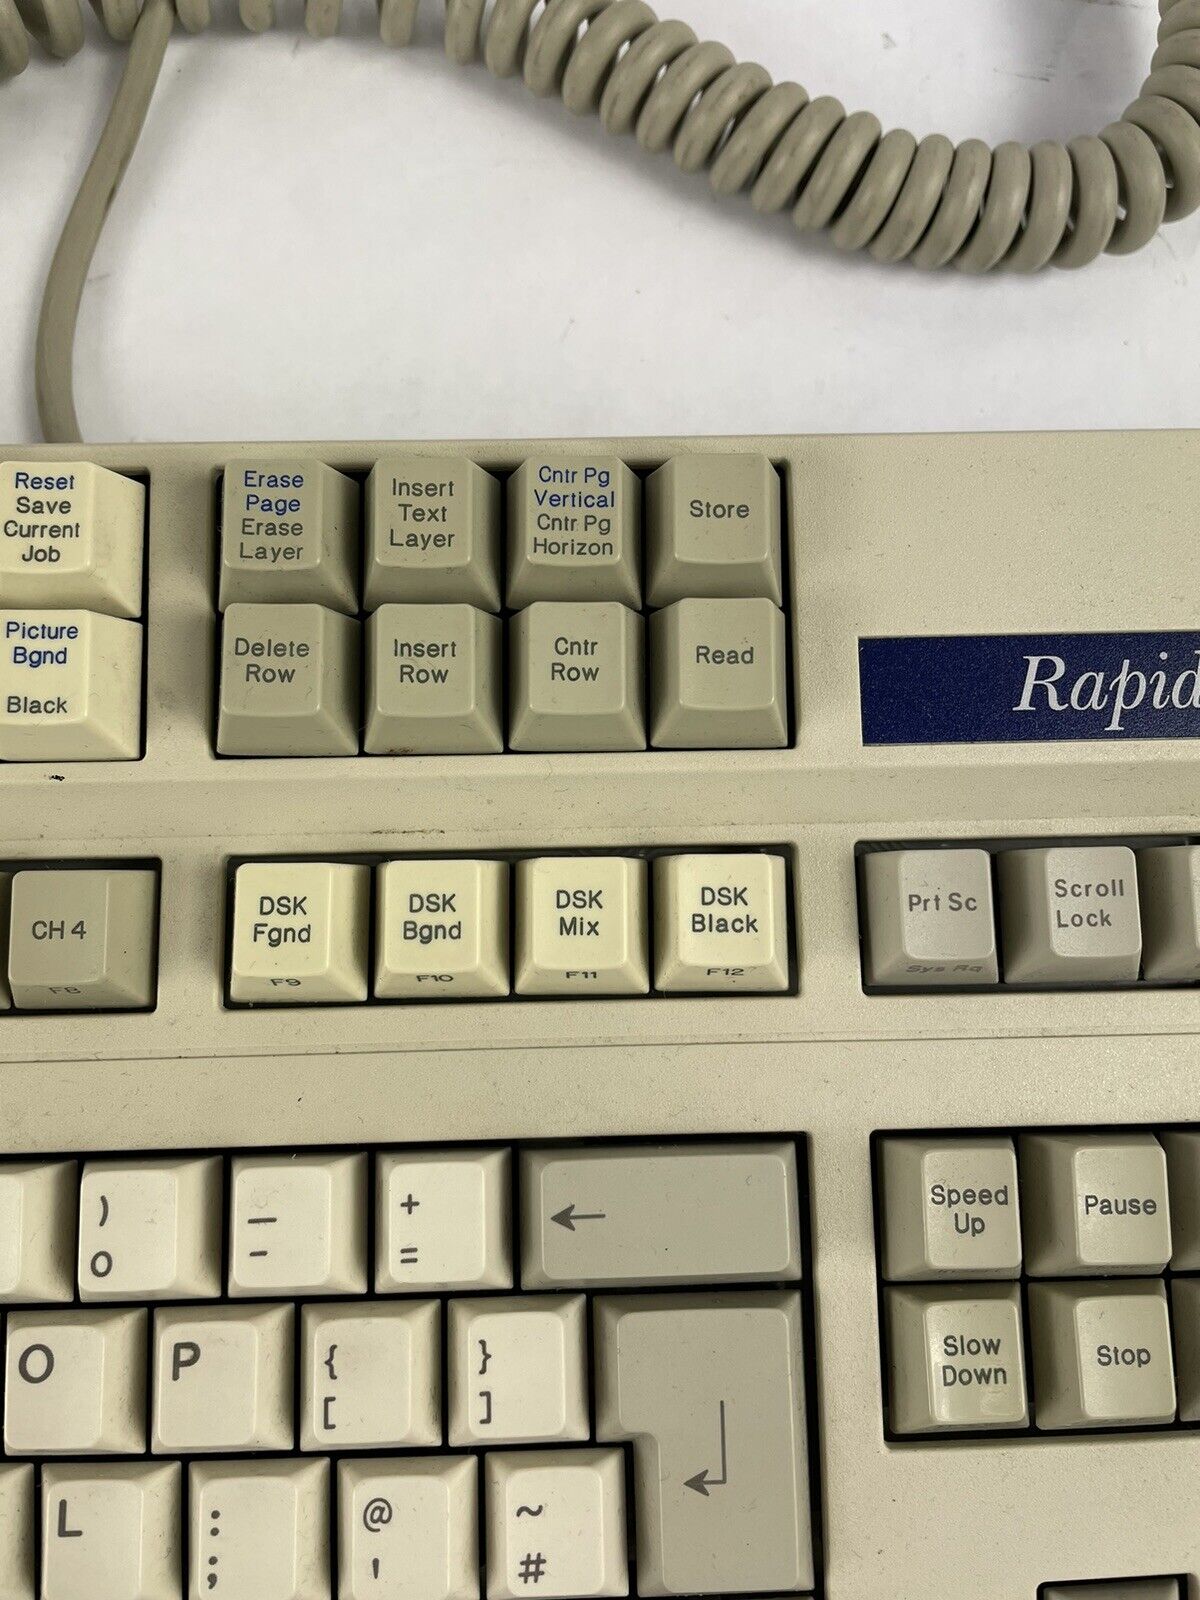 Reset
Save
Current
Job
Erase
Page
Erase
Layer
Insert
Text
Layer
Cntr Pg
Vertical
Cntr Pg
Horizon
Store
Picture
Bgnd
Black
Delete
Row
Insert
Row
Cntr
Row
Read
Rapid
CH 4
F8
DSK
Fgnd
F9
DSK
Bgnd
F10
DSK
Mix
F11
DSK
Black
F12
Prt Sc
Sys Rq
Scroll
Lock
)
0
_
-
+
=
←
Speed
Up
Pause
O
P
{
[
}
]
↵
Slow
Down
Stop
L
:
;
@
'
~
#